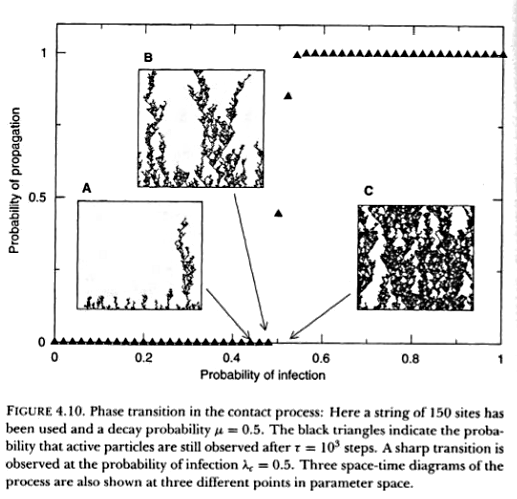 1
B
Probability of propagation
A
0.5
C
0
0
0.2
0.4
0.6
0.8
1
Probability of infection
FIGURE 4.10. Phase transition in the contact process: Here a string of 150 sites has
been used and a decay probability μ = 0.5. The black triangles indicate the proba-
bility that active particles are still observed after τ = 10³ steps. A sharp transition is
observed at the probability of infection λc = 0.5. Three space-time diagrams of the
process are also shown at three different points in parameter space.